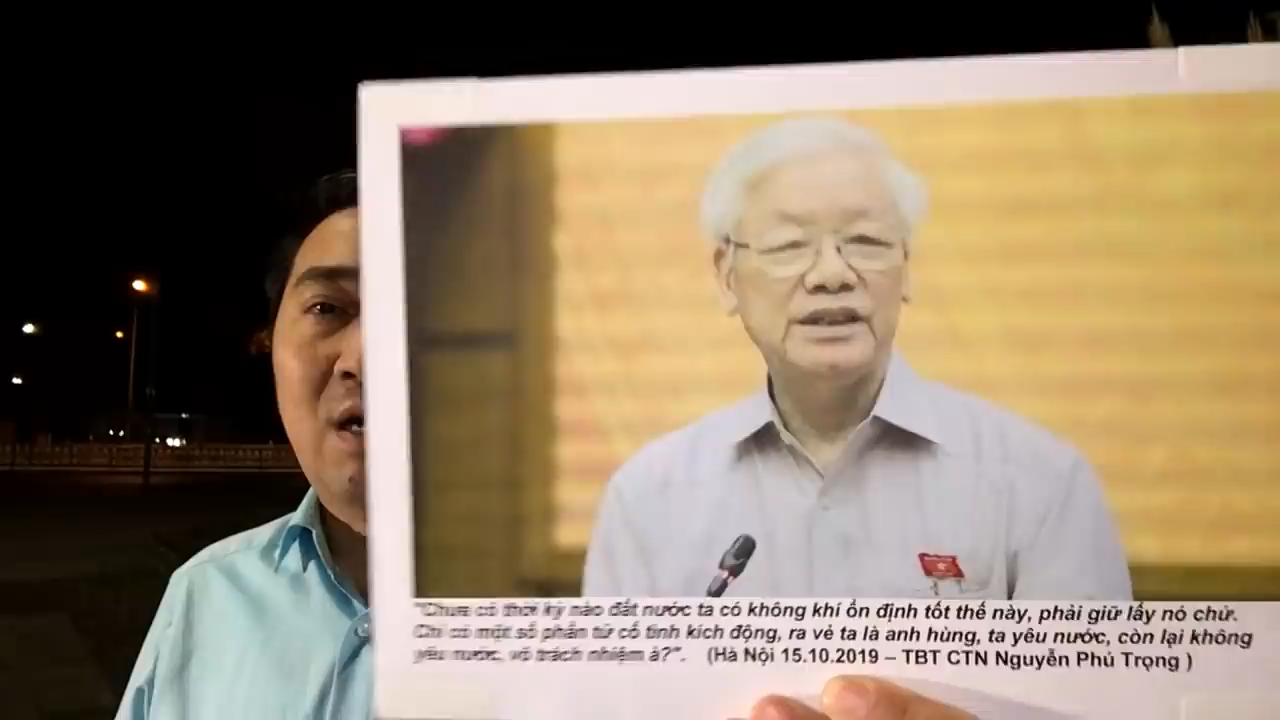 "Chưa có thời kỳ nào đất nước ta có không khí ổn định tốt thế này, phải giữ lấy nó chứ.
Chỉ có một số phần tử cố tình kích động, ra vẻ ta là anh hùng, ta yêu nước, còn lại không
yêu nước, vô trách nhiệm à?". (Hà Nội 15.10.2019 – TBT CTN Nguyễn Phú Trọng )